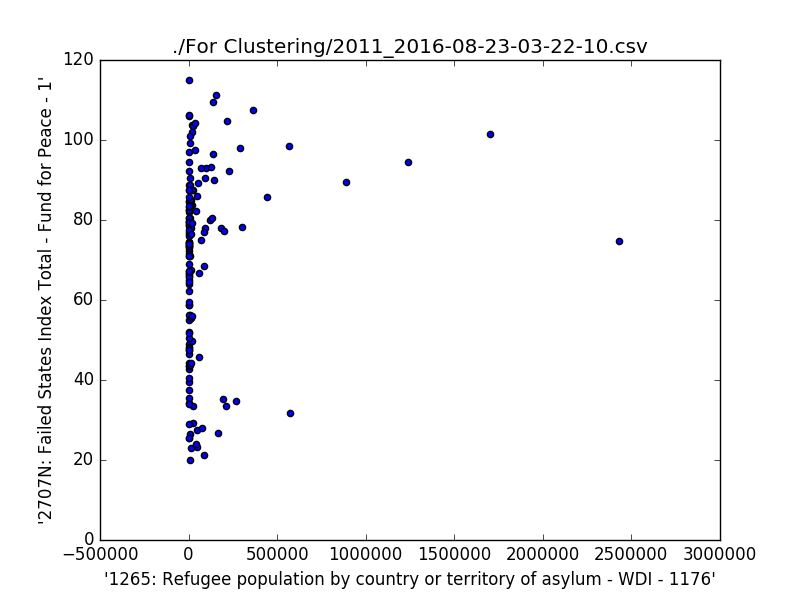 ./For Clustering/2011_2016-08-23-03-22-10.csv
'2707N: Failed States Index Total - Fund for Peace - 1'
120
100
80
60
40
20
0
−500000 0 500000 1000000 1500000 2000000 2500000 3000000
'1265: Refugee population by country or territory of asylum - WDI - 1176'